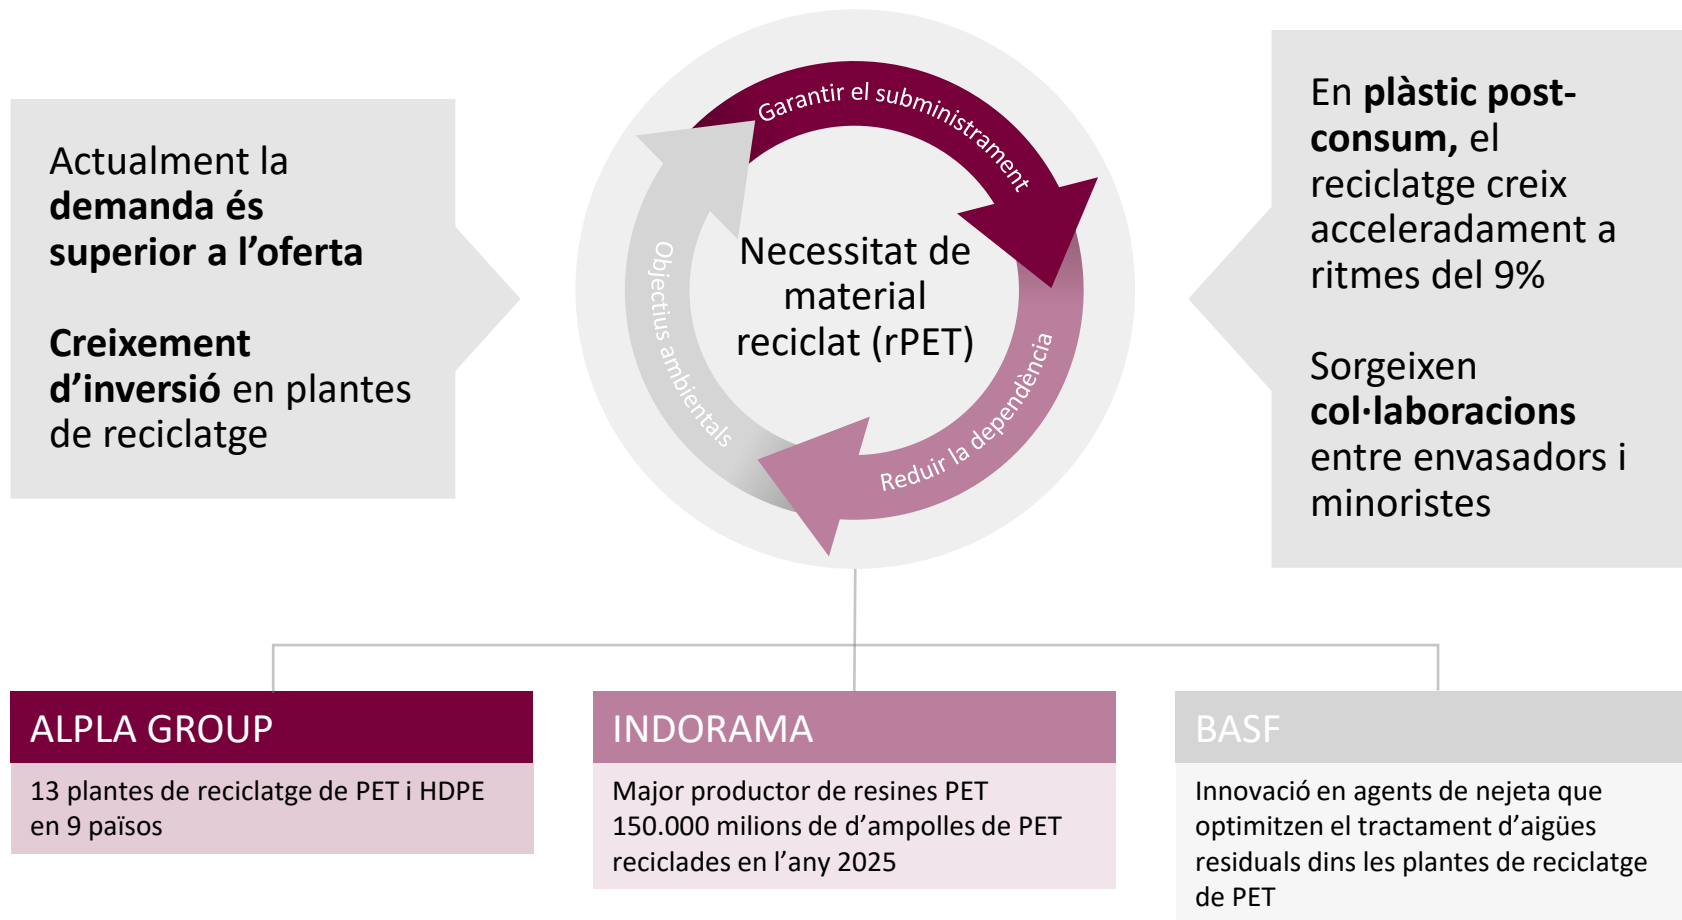 Actualment la
demanda és
superior a l’oferta
Creixement
d’inversió en plantes
de reciclatge
Garantir el subministrament
Reduir la dependència
Objectius ambientals
Necessitat de
material
reciclat (rPET)
En plàstic post-
consum, el
reciclatge creix
acceleradament a
ritmes del 9%
Sorgeixen
col·laboracions
entre envasadors i
minoristes
ALPLA GROUP
13 plantes de reciclatge de PET i HDPE
en 9 països
INDORAMA
Major productor de resines PET
150.000 milions de d’ampolles de PET
reciclades en l’any 2025
BASF
Innovació en agents de nejeta que
optimitzen el tractament d’aigües
residuals dins les plantes de reciclatge
de PET